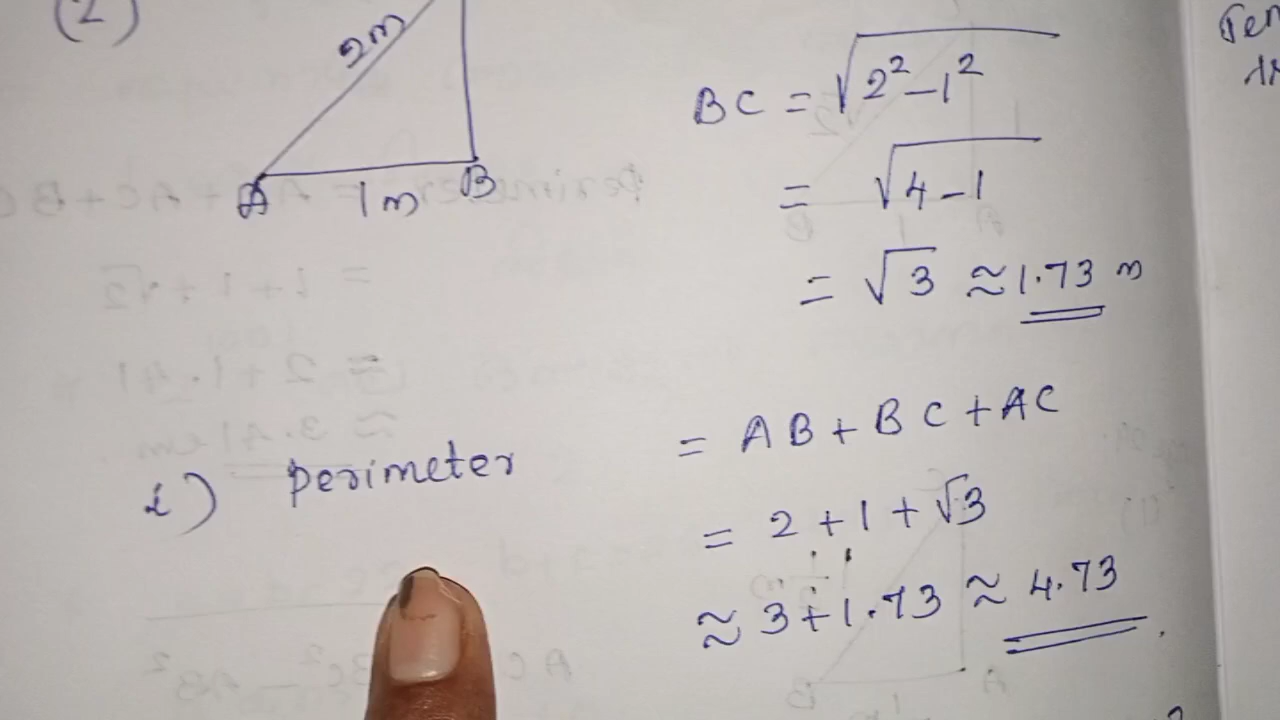 (2)
2m
A 1m B
BC = √2² - 1²
= √4 - 1
= √3 ≈ 1.73 m
i) Perimeter = AB + BC + AC
= 2 + 1 + √3
≈ 3 + 1.73 ≈ 4.73